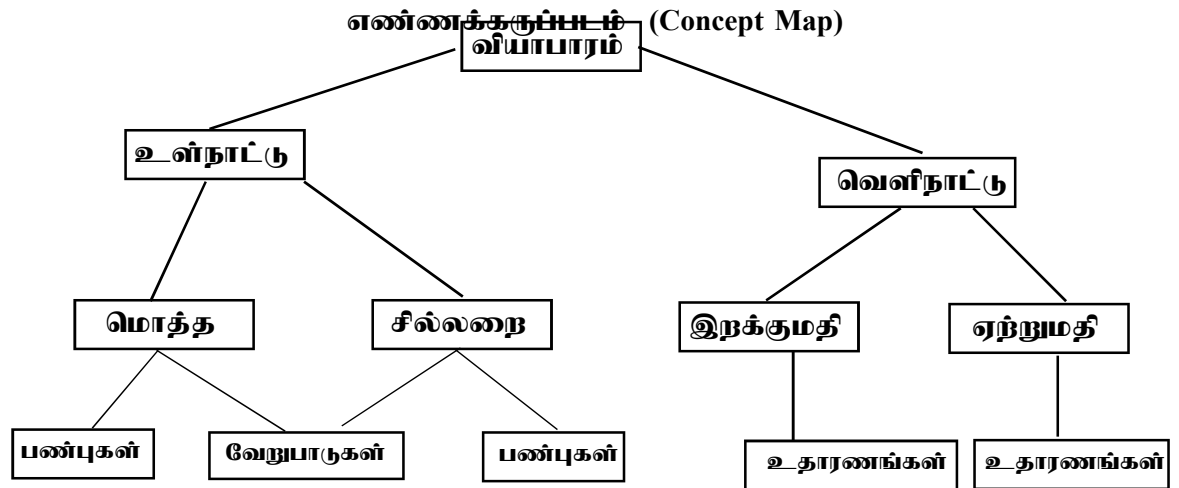 எண்ணக்கருப்படம் (Concept Map)
வியாபாரம்
உள்நாட்டு
வெளிநாட்டு
மொத்த
சில்லறை
இறக்குமதி
ஏற்றுமதி
பண்புகள்
வேறுபாடுகள்
பண்புகள்
உதாரணங்கள்
உதாரணங்கள்